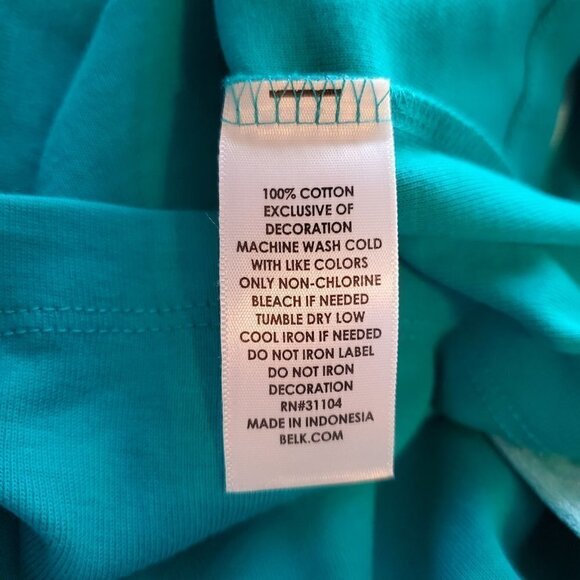 100% COTTON
EXCLUSIVE OF
DECORATION
MACHINE WASH COLD
WITH LIKE COLORS
ONLY NON-CHLORINE
BLEACH IF NEEDED
TUMBLE DRY LOW
COOL IRON IF NEEDED
DO NOT IRON LABEL
DO NOT IRON
DECORATION
RN#31104
MADE IN INDONESIA
BELK.COM